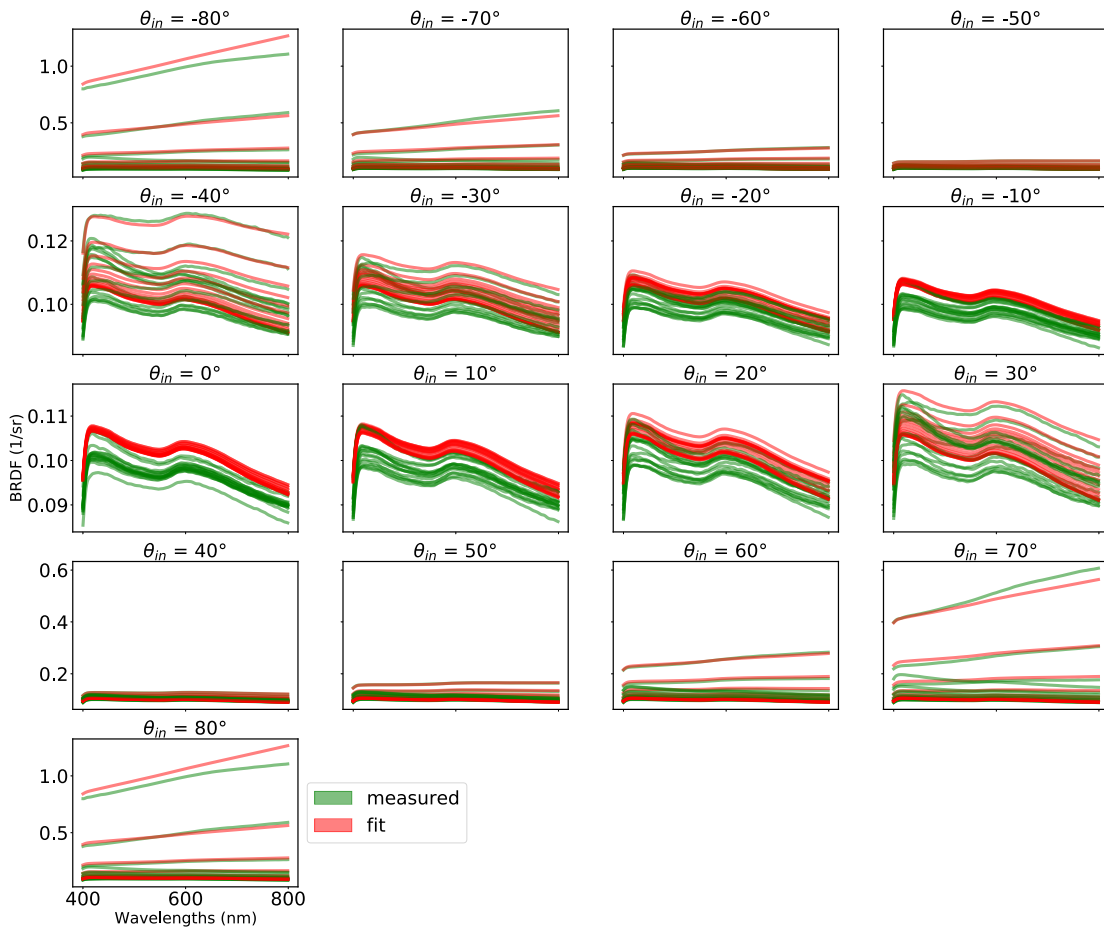 θin = -80° θin = -70° θin = -60° θin = -50°
1.0
0.5
θin = -40° θin = -30° θin = -20° θin = -10°
0.12
0.10
θin = 0° θin = 10° θin = 20° θin = 30°
0.11
0.10
0.09
BRDF (1/sr)
θin = 40° θin = 50° θin = 60° θin = 70°
0.6
0.4
0.2
θin = 80°
1.0
0.5
measured
fit
400 600 800
Wavelengths (nm)